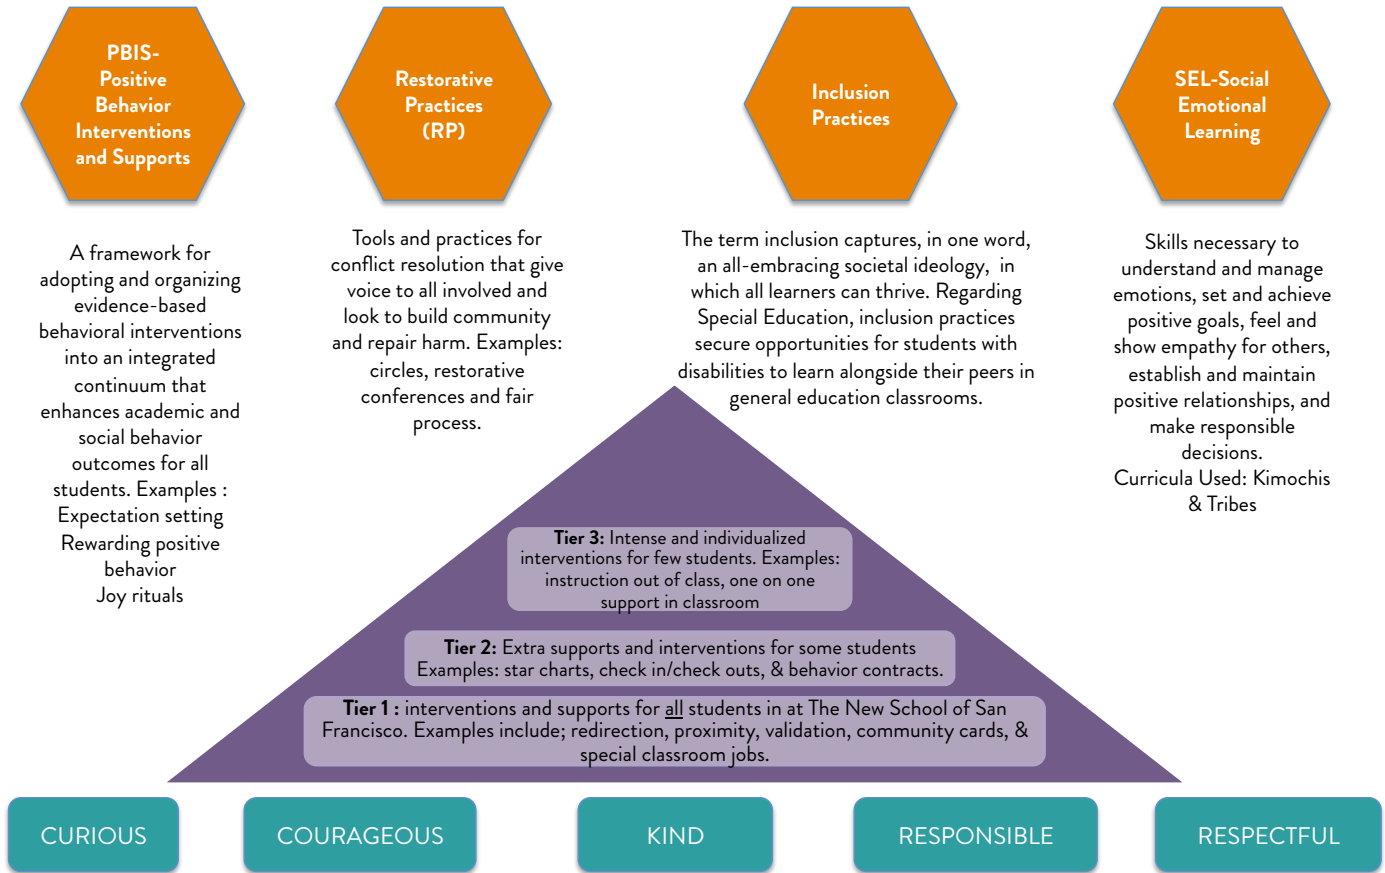 PBIS-
Positive
Behavior
Interventions
and Supports
Restorative
Practices
(RP)
Inclusion
Practices
SEL-Social
Emotional
Learning
A framework for
adopting and organizing
evidence-based
behavioral interventions
into an integrated
continuum that
enhances academic and
social behavior
outcomes for all
students. Examples :
Expectation setting
Rewarding positive
behavior
Joy rituals
Tools and practices for
conflict resolution that give
voice to all involved and
look to build community
and repair harm. Examples:
circles, restorative
conferences and fair
process.
The term inclusion captures, in one word,
an all-embracing societal ideology, in
which all learners can thrive. Regarding
Special Education, inclusion practices
secure opportunities for students with
disabilities to learn alongside their peers in
general education classrooms.
Skills necessary to
understand and manage
emotions, set and achieve
positive goals, feel and
show empathy for others,
establish and maintain
positive relationships, and
make responsible
decisions.
Curricula Used: Kimochis
& Tribes
Tier 3: Intense and individualized
interventions for few students. Examples:
instruction out of class, one on one
support in classroom
Tier 2: Extra supports and interventions for some students
Examples: star charts, check in/check outs, & behavior contracts.
Tier 1 : interventions and supports for all students in at The New School of San
Francisco. Examples include; redirection, proximity, validation, community cards, &
special classroom jobs.
CURIOUS
COURAGEOUS
KIND
RESPONSIBLE
RESPECTFUL